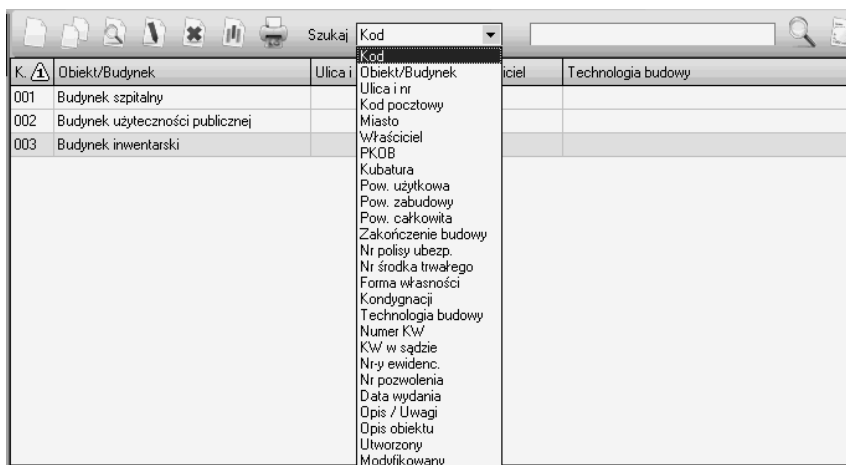 Szukaj Kod
K. 1 Obiekt/Budynek Ulica i iciel Technologia budowy
001 Budynek szpitalny
002 Budynek użyteczności publicznej
003 Budynek inwentarski
Kod
Obiekt/Budynek
Ulica i nr
Kod pocztowy
Miasto
Właściciel
PKOB
Kubatura
Pow. użytkowa
Pow. zabudowy
Pow. całkowita
Zakończenie budowy
Nr polisy ubezp.
Nr środka trwałego
Forma własności
Kondygnacji
Technologia budowy
Numer KW
KW w sądzie
Nr-y ewidenc.
Nr pozwolenia
Data wydania
Opis / Uwagi
Opis obiektu
Utworzony
Modyfikowany